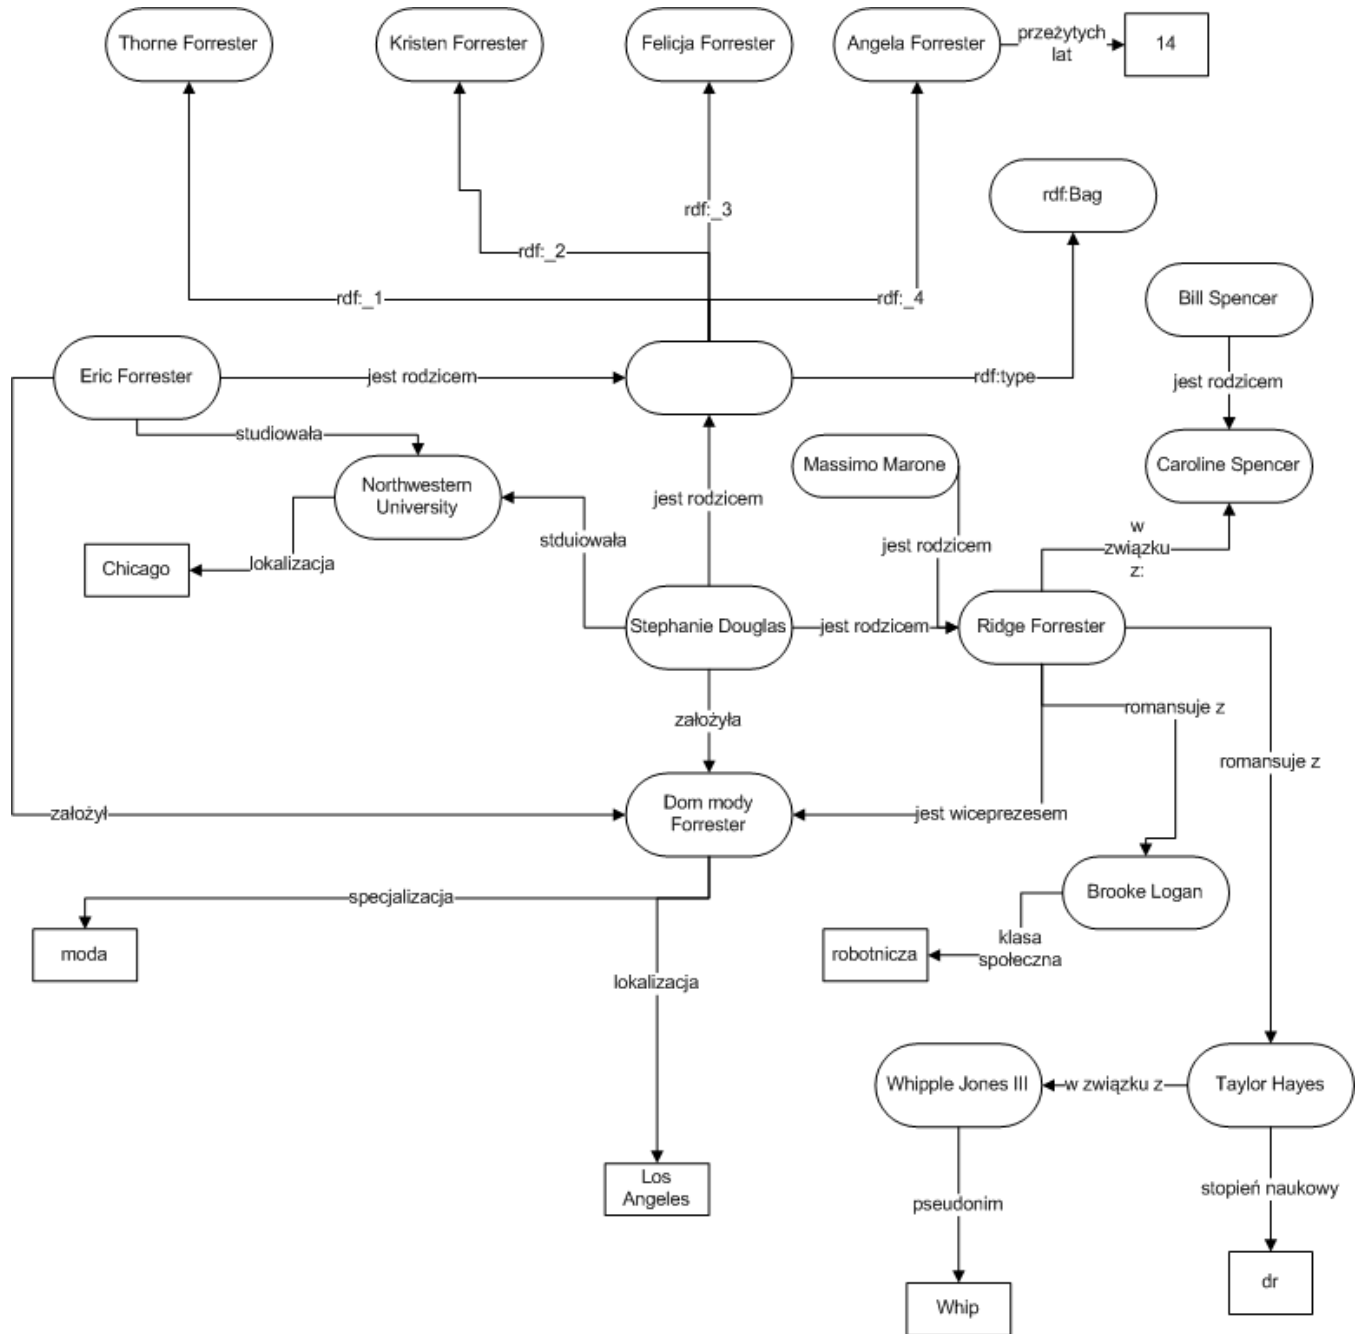 Thorne Forrester
Kristen Forrester
Felicja Forrester
Angela Forrester
przeżytych
lat
14
rdf:Bag
rdf:_3
rdf:_2
rdf:_1
rdf:_4
Bill Spencer
Eric Forrester
jest rodzicem
rdf:type
jest rodzicem
studiowała
Massimo Marone
Caroline Spencer
Northwestern
University
jest rodzicem
stduiowała
jest rodzicem
w
związku
z:
Chicago
lokalizacja
Stephanie Douglas
jest rodzicem
Ridge Forrester
założyła
romansuje z
romansuje z
założył
Dom mody
Forrester
jest wiceprezesem
specjalizacja
Brooke Logan
moda
robotnicza
klasa
społeczna
lokalizacja
Whipple Jones III
w związku z
Taylor Hayes
Los
Angeles
pseudonim
stopień naukowy
Whip
dr